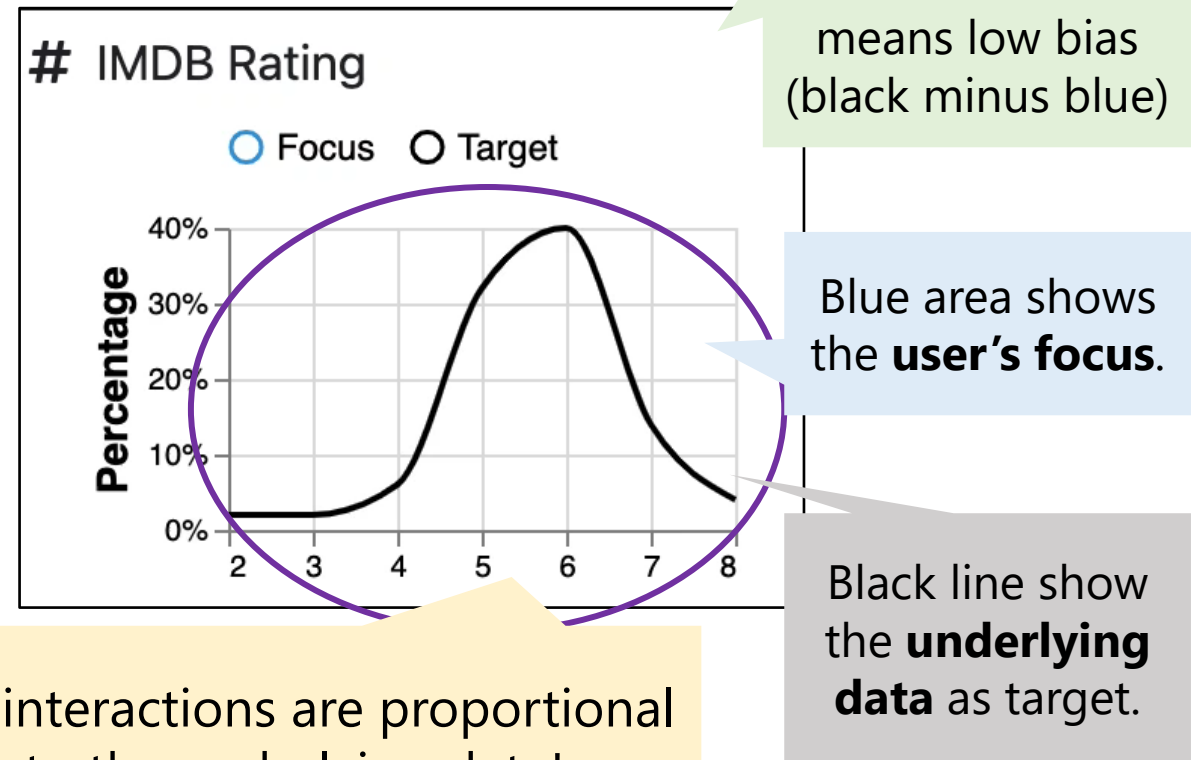 # IMDB Rating
Focus Target
Percentage
40%
30%
20%
10%
0%
2 3 4 5 6 7 8
means low bias
(black minus blue)
Blue area shows
the user’s focus.
Black line show
the underlying
data as target.
interactions are proportional